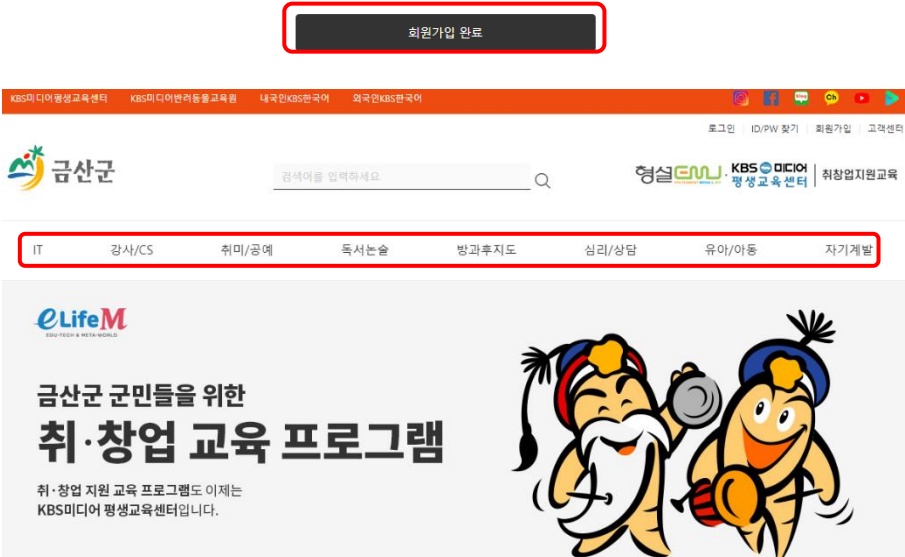 회원가입 완료
KBS미디어평생교육센터 KBS미디어반려동물교육원 내국인KBS한국어 외국인KBS한국어
로그인 ID/PW 찾기 회원가입 고객센터
금산군 검색어를 입력하세요 형설EMJ · KBS 미디어 평생교육센터 취창업지원교육
IT 강사/CS 취미/공예 독서논술 방과후지도 심리/상담 유아/아동 자기계발
eLifeM
EDU-TECH & META-WORLD
금산군 군민들을 위한
취·창업 교육 프로그램
취·창업 지원 교육 프로그램도 이제는
KBS미디어 평생교육센터입니다.